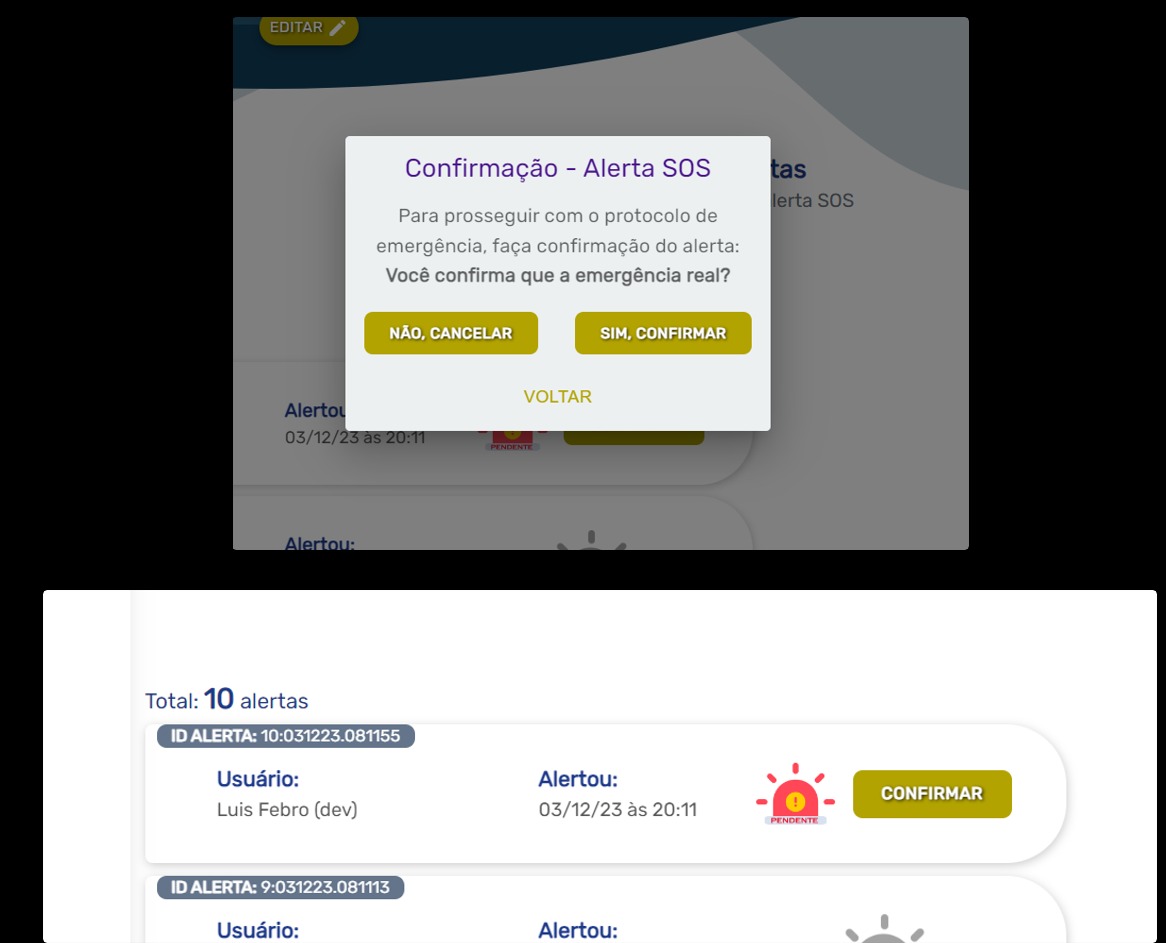 EDITAR
tas
lerta SOS
Confirmação - Alerta SOS
Para prosseguir com o protocolo de
emergência, faça confirmação do alerta:
Você confirma que a emergência real?
NÃO, CANCELAR
SIM, CONFIRMAR
VOLTAR
Alertou
03/12/23 às 20:11
PENDENTE
Alertou:
Total: 10 alertas
ID ALERTA: 10:031223.081155
Usuário:
Alertou:
Luis Febro (dev)
03/12/23 às 20:11
PENDENTE
CONFIRMAR
ID ALERTA: 9:031223.081113
Usuário:
Alertou: